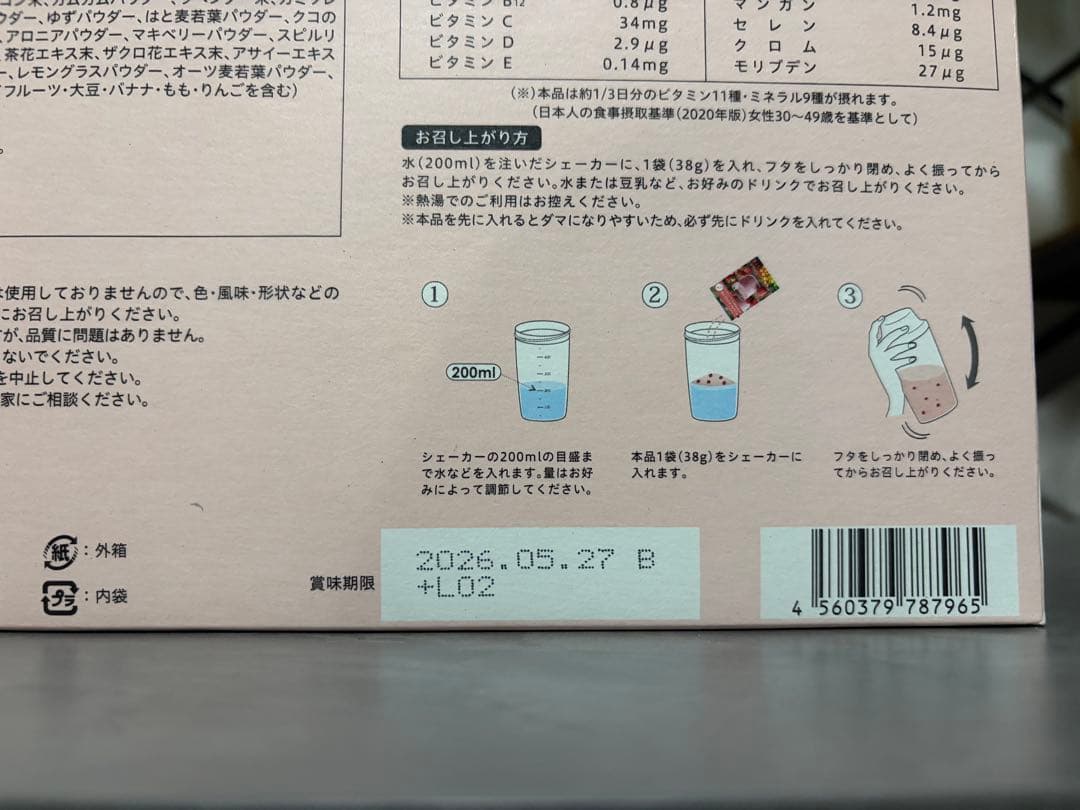 ウダー、ゆずパウダー、はと麦若葉パウダー、クコの
、アロニアパウダー、マキベリーパウダー、スピルリ
茶花エキス末、ザクロ花エキス末、アサイーエキス
ー、レモングラスパウダー、オーツ麦若葉パウダー、
フルーツ・大豆・バナナ・もも・りんごを含む)
ビタミン B12 0.8μg
ビタミン C 34mg
ビタミン D 2.9μg
ビタミン E 0.14mg
マンガン 1.2mg
セレン 8.4μg
クロム 15μg
モリブデン 27μg
(※)本品は約1/3日分のビタミン11種・ミネラル9種が摂れます。
(日本人の食事摂取基準(2020年版)女性30〜49歳を基準として)
お召し上がり方
水(200ml)を注いだシェーカーに、1袋(38g)を入れ、フタをしっかり閉め、よく振ってから
お召し上がりください。水または豆乳など、お好みのドリンクでお召し上がりください。
※熱湯でのご利用はお控えください。
※本品を先に入れるとダマになりやすいため、必ず先にドリンクを入れてください。
使用しておりませんので、色・風味・形状などの
にお召し上がりください。
が、品質に問題はありません。
ないでください。
を中止してください。
家にご相談ください。
①
200ml
シェーカーの200mlの目盛ま
で水などを入れます。量はお好
みによって調節してください。
②
本品1袋(38g)をシェーカーに
入れます。
③
フタをしっかり閉め、よく振っ
てからお召し上がりください。
紙:外箱
プラ:内袋
賞味期限
2026.05.27 B
+L02
4 560379 787965